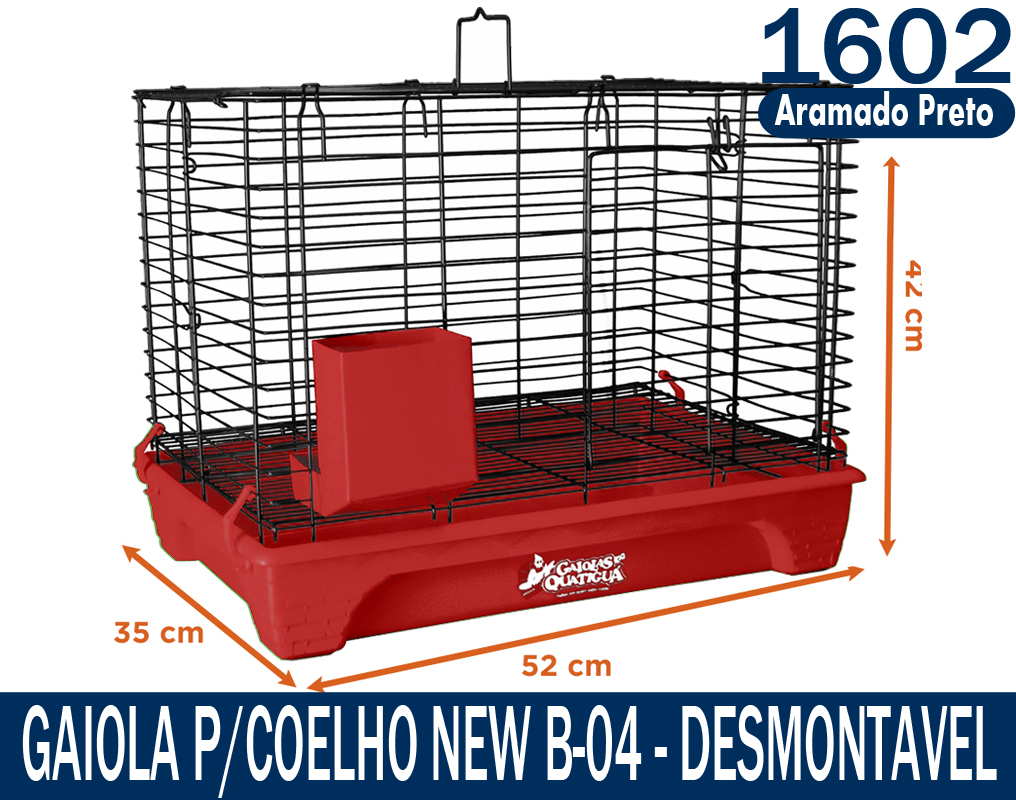 1602
Aramado Preto
42 cm
GAIOLAS
QUATIGUÁ
35 cm
52 cm
GAIOLA P/COELHO NEW B-04 - DESMONTAVEL